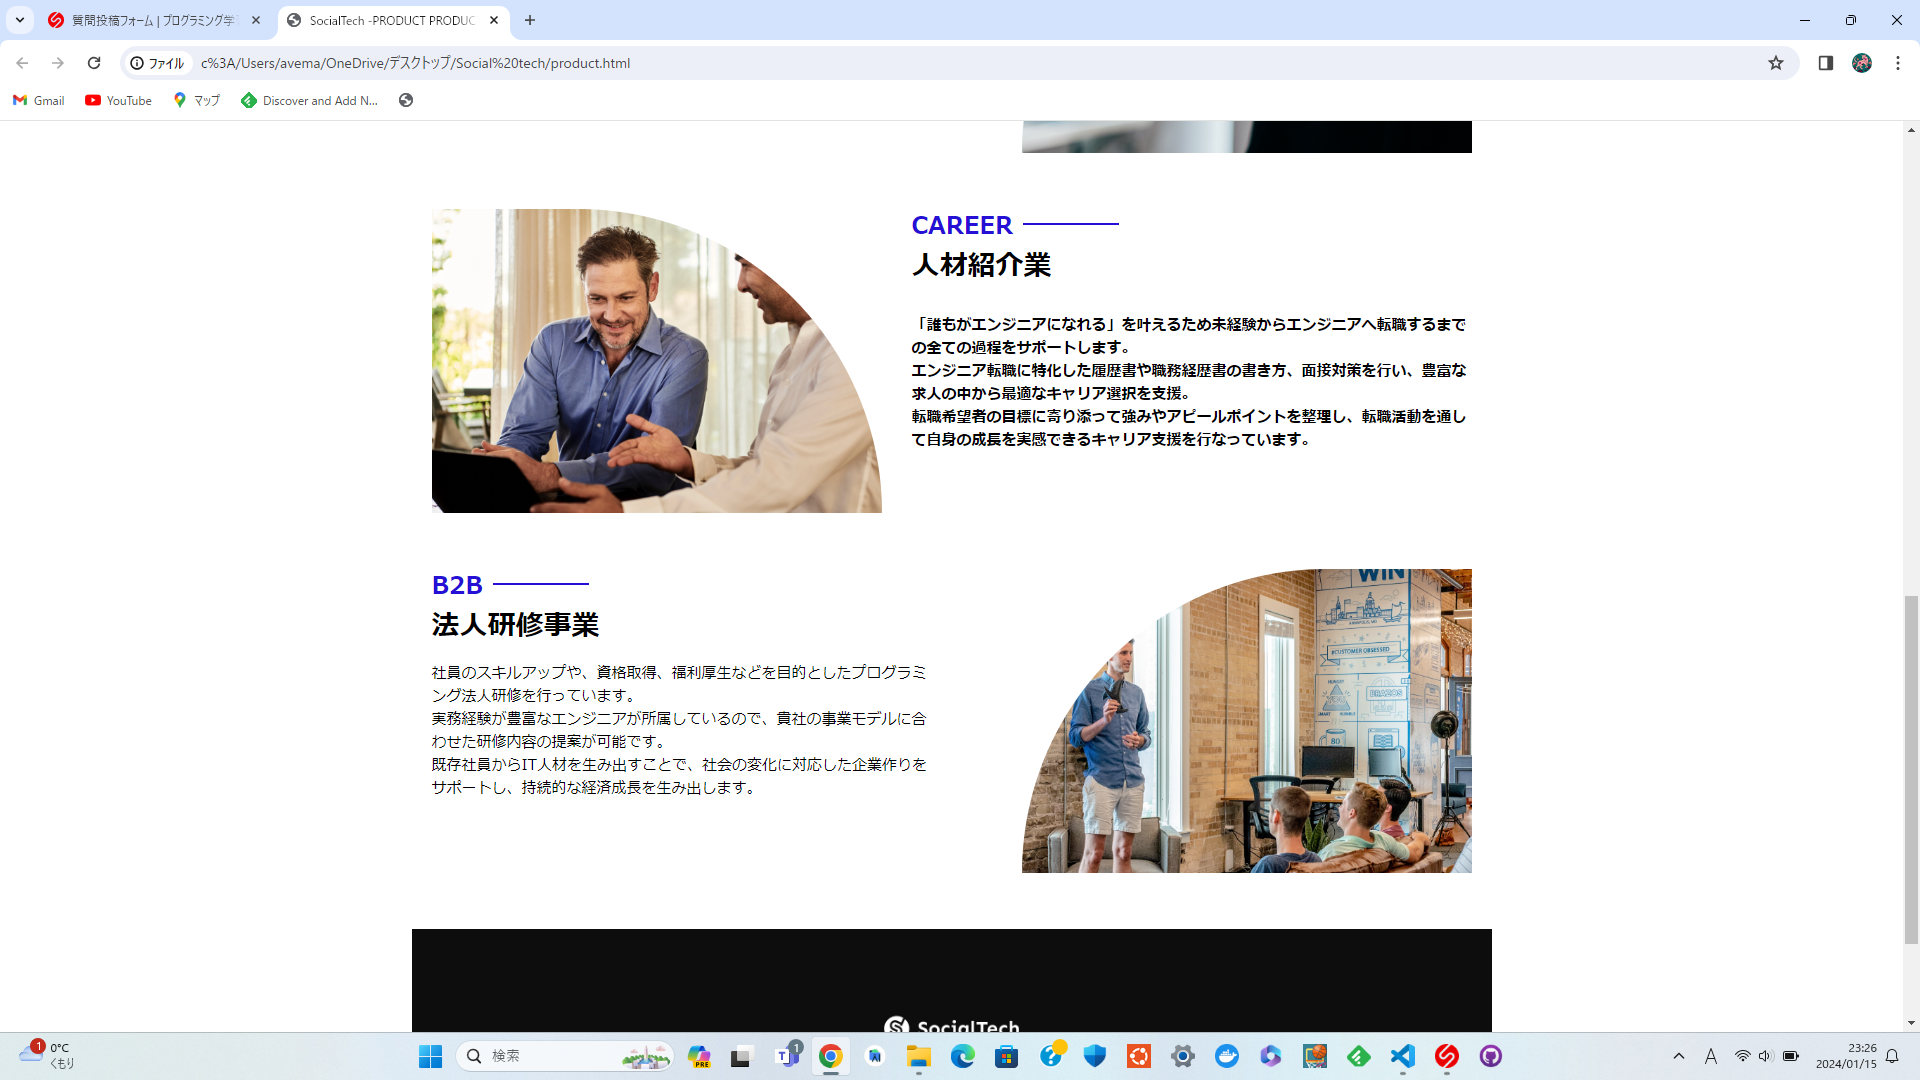 質問投稿フォーム | プログラミング学
SocialTech -PRODUCT PRODUC
ファイル
c%3A/Users/avema/OneDrive/デスクトップ/Social%20tech/product.html
Gmail
YouTube
マップ
Discover and Add N...
CAREER
人材紹介業
「誰もがエンジニアになれる」を叶えるため未経験からエンジニアへ転職するまで
の全ての過程をサポートします。
エンジニア転職に特化した履歴書や職務経歴書の書き方、面接対策を行い、豊富な
求人の中から最適なキャリア選択を支援。
転職希望者の目標に寄り添って強みやアピールポイントを整理し、転職活動を通し
て自身の成長を実感できるキャリア支援を行なっています。
B2B
法人研修事業
社員のスキルアップや、資格取得、福利厚生などを目的としたプログラミ
ング法人研修を行っています。
実務経験が豊富なエンジニアが所属しているので、貴社の事業モデルに合
わせた研修内容の提案が可能です。
既存社員からIT人材を生み出すことで、社会の変化に対応した企業作りを
サポートし、持続的な経済成長を生み出します。
WIN
#CUSTOMER OBSESSED
BRAZOS
80
SocialTech
1
0°C
くもり
検索
PRE
1
A
23:26
2024/01/15